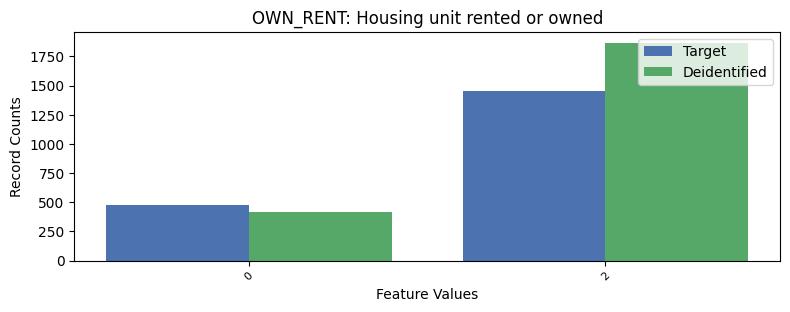 OWN_RENT: Housing unit rented or owned
Target
Deidentified
Record Counts
1750
1500
1250
1000
750
500
250
0
0
2
Feature Values